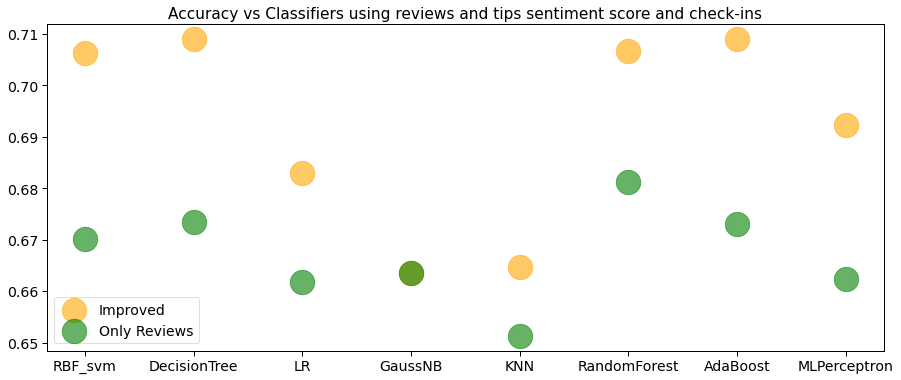 Accuracy vs Classifiers using reviews and tips sentiment score and check-ins
0.71
0.70
0.69
0.68
0.67
0.66
0.65
Improved
Only Reviews
RBF_svm DecisionTree LR GaussNB KNN RandomForest AdaBoost MLPerceptron